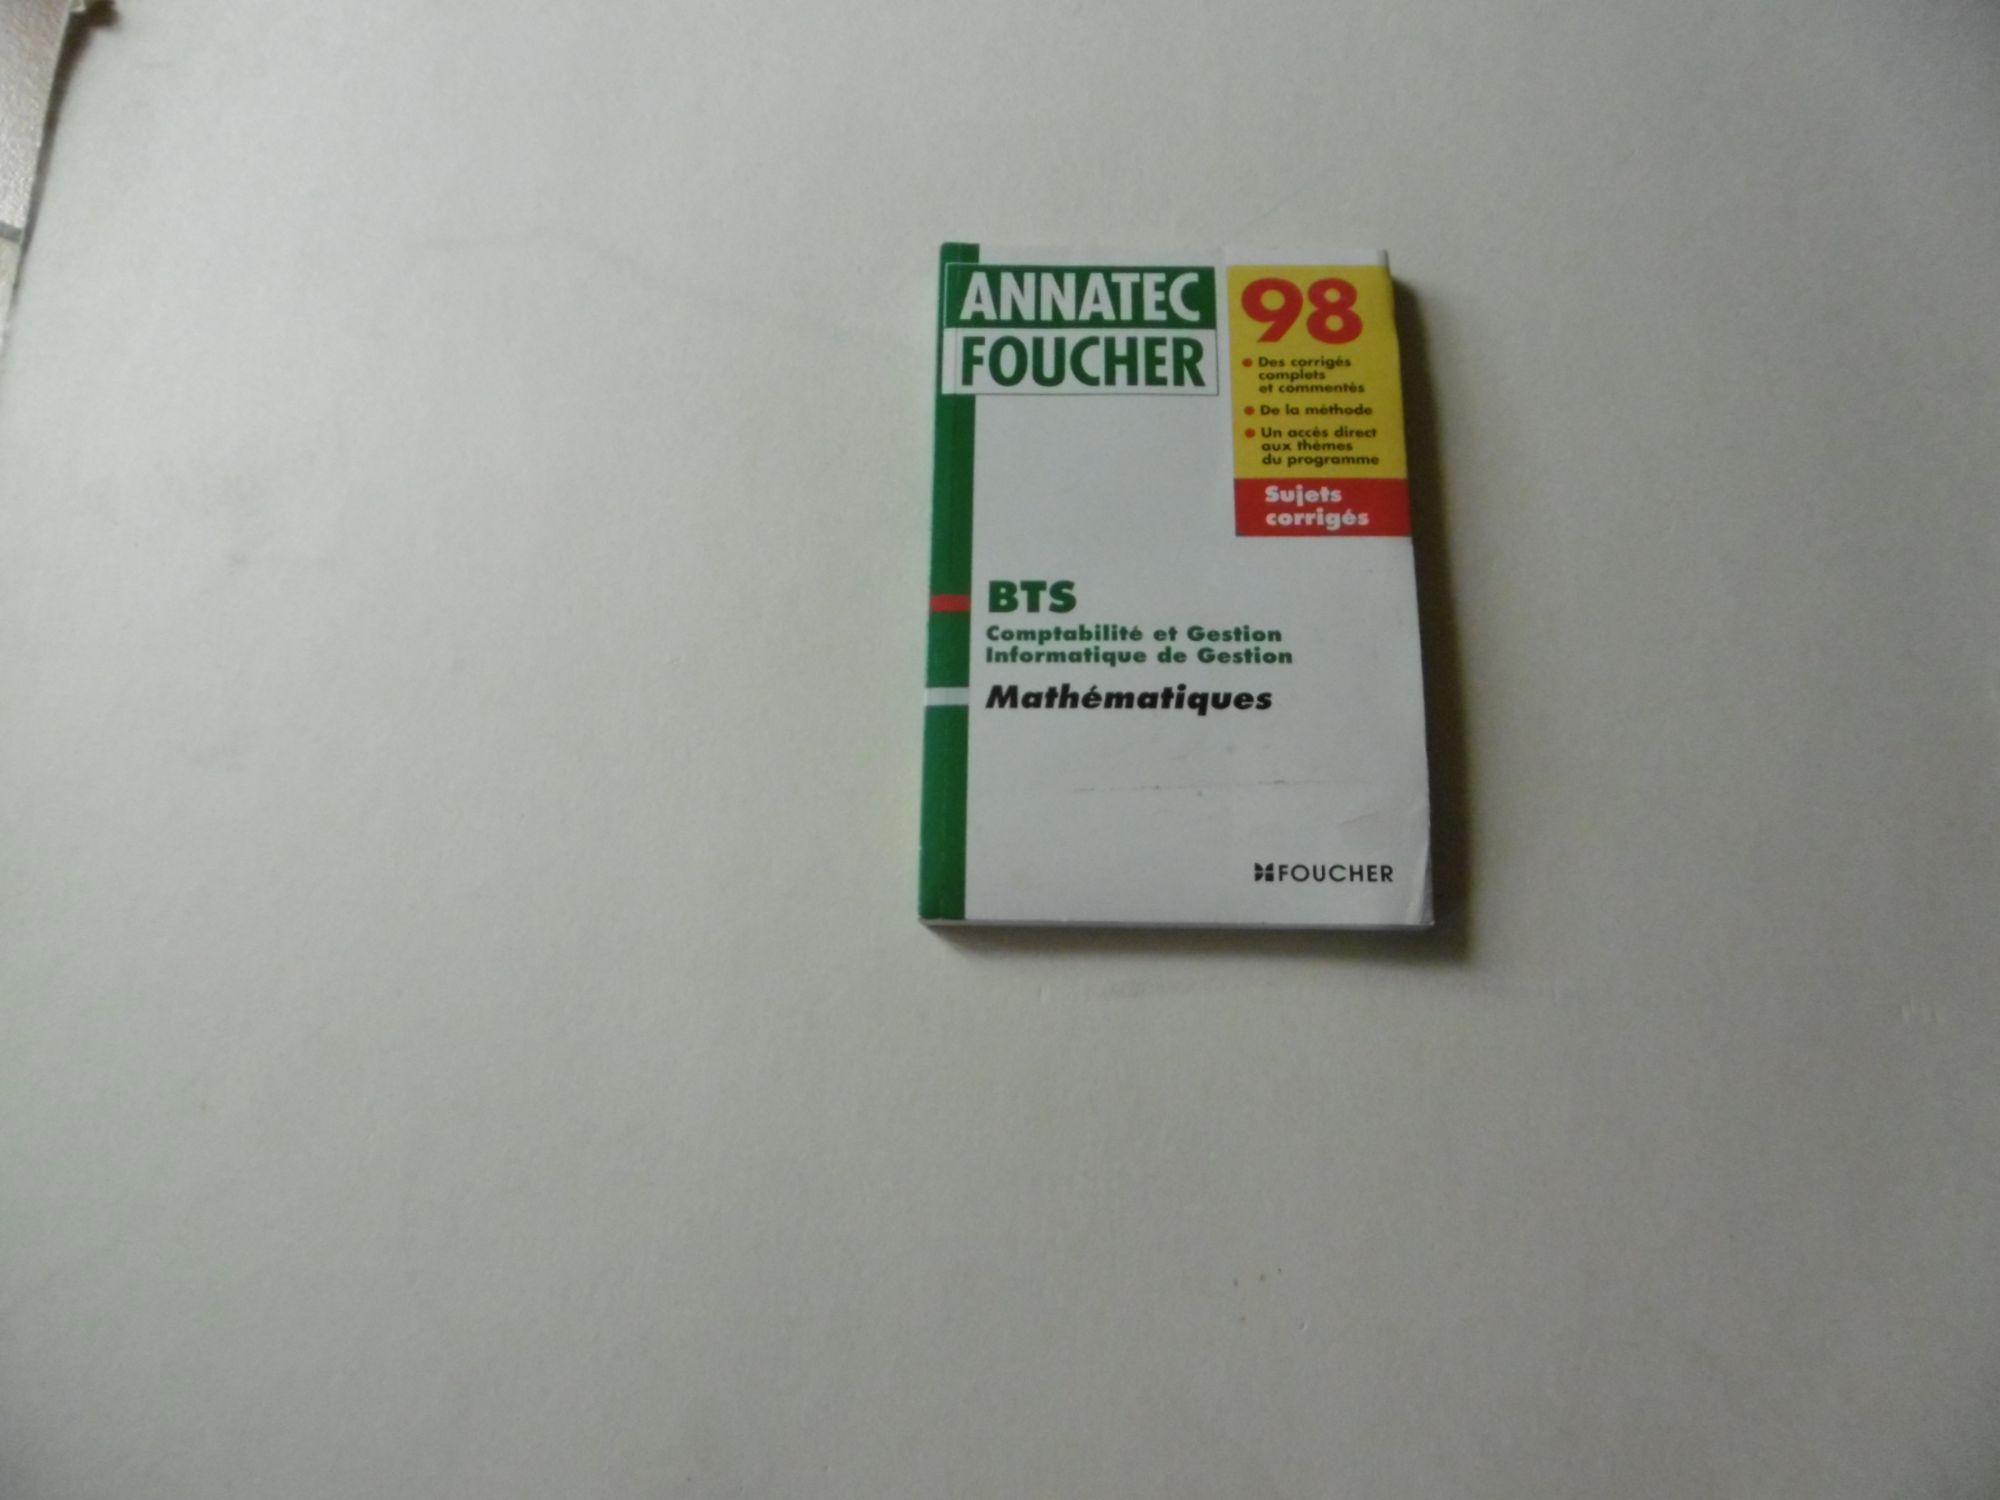 ANNATEC
FOUCHER
98
• Des corrigés
complets
et commentés
• De la méthode
• Un accès direct
aux thèmes
du programme
Sujets
corrigés
BTS
Comptabilité et Gestion
Informatique de Gestion
Mathématiques
FOUCHER